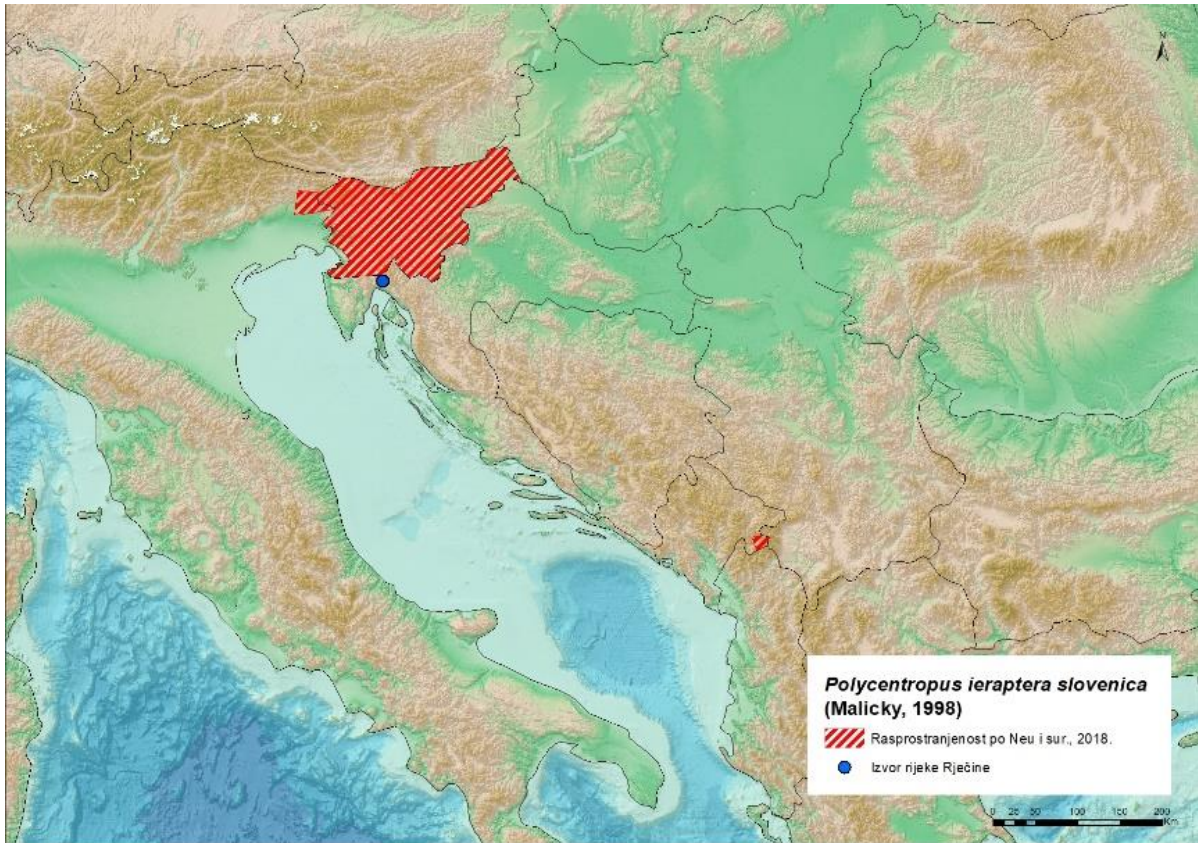 N
Polycentropus ieraptera slovenica
(Malicky, 1998)
Rasprostranjenost po Neu i sur., 2018.
Izvor rijeke Rječine
0 25 50 100 150 200
Km